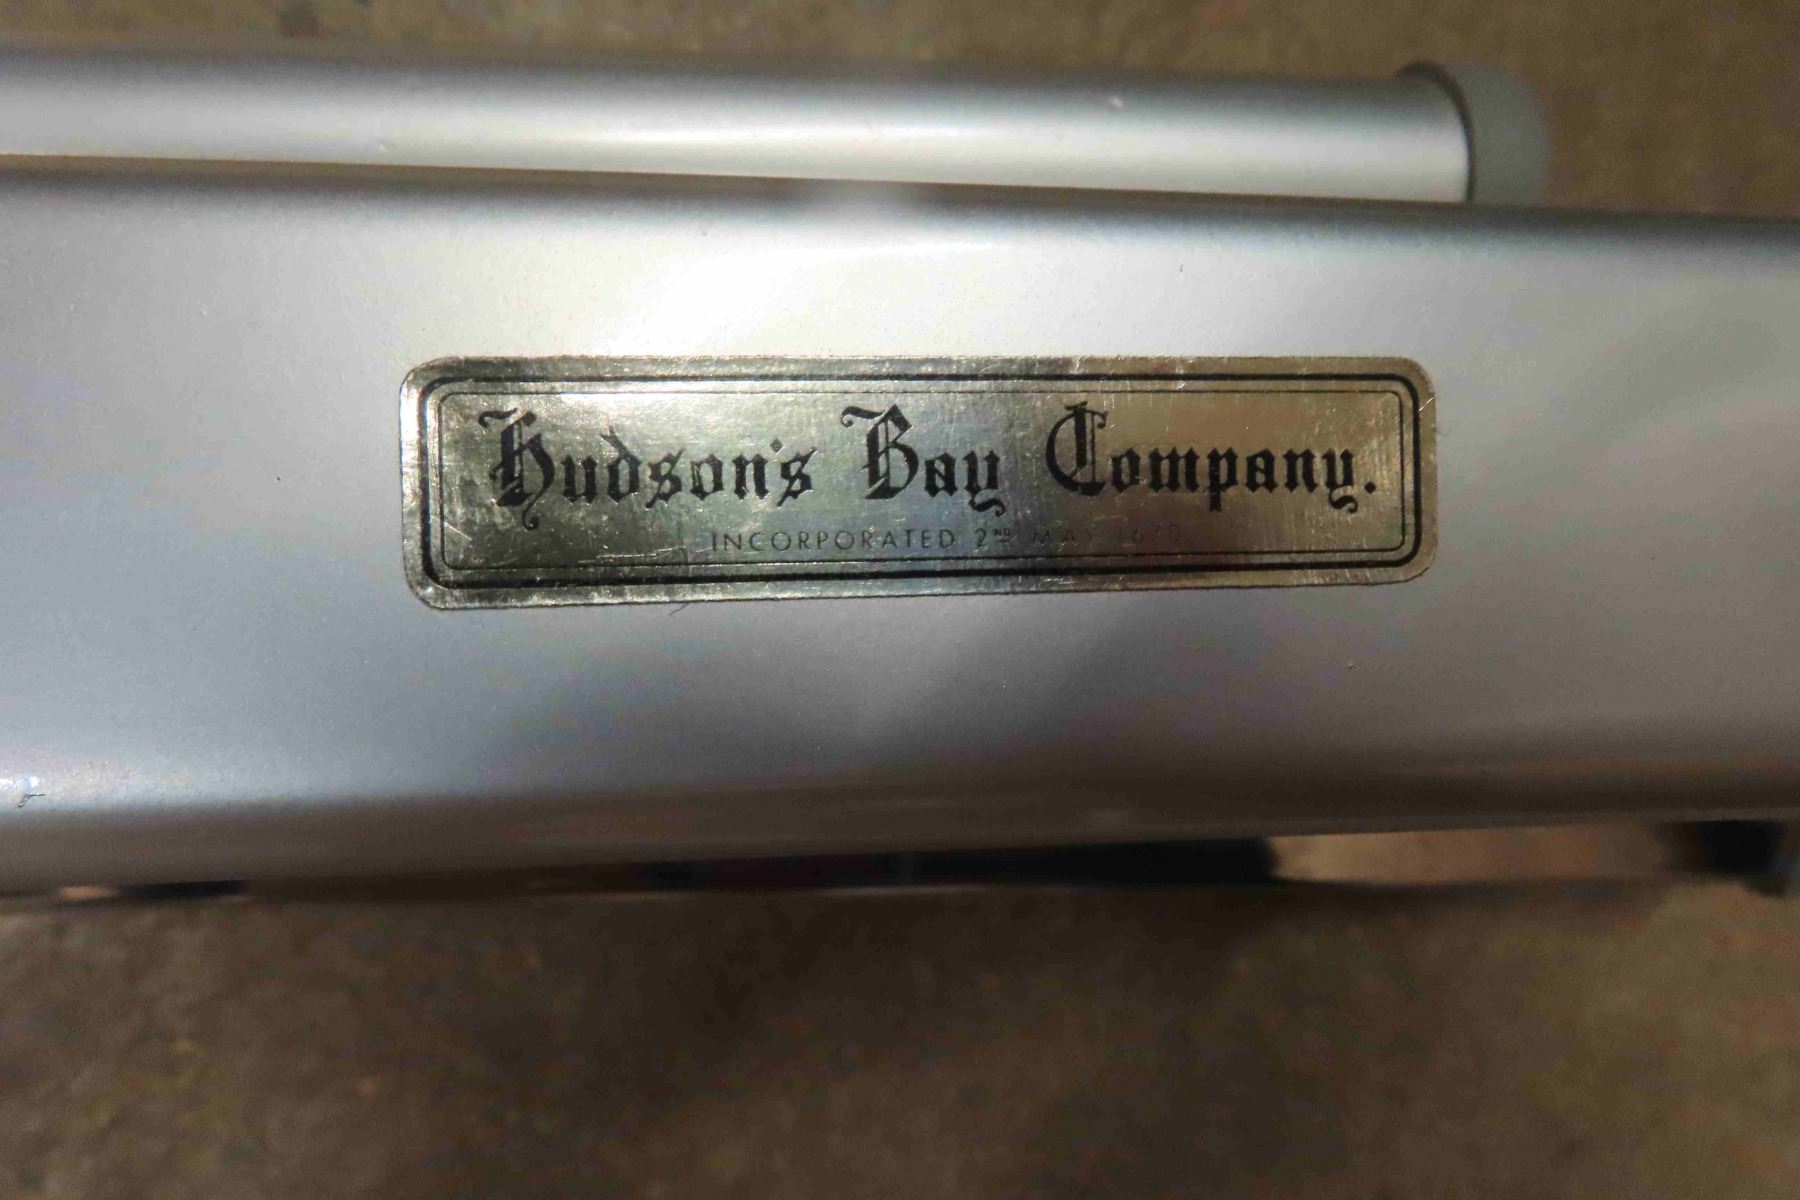 Hudson's Bay Company.
INCORPORATED 2ND MAY 1670